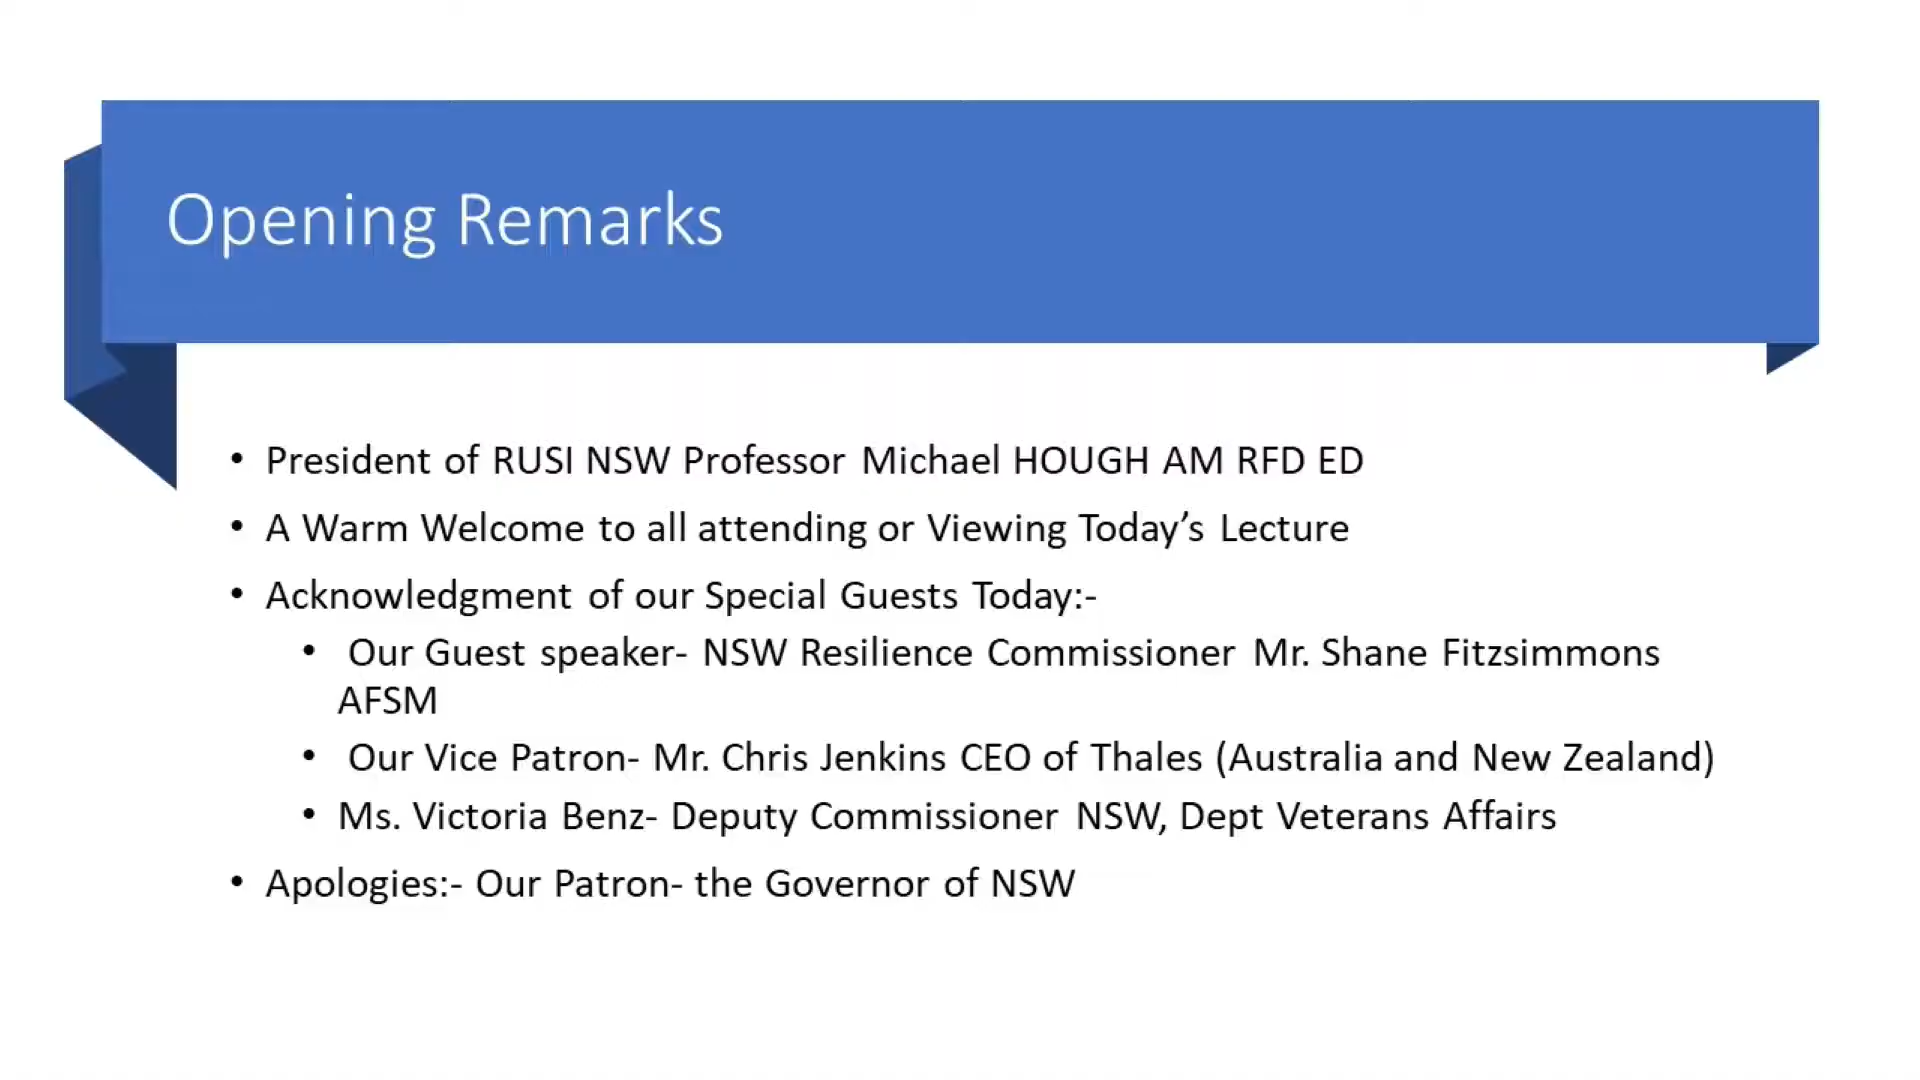 Opening Remarks
• President of RUSI NSW Professor Michael HOUGH AM RFD ED
• A Warm Welcome to all attending or Viewing Today’s Lecture
• Acknowledgment of our Special Guests Today:-
• Our Guest speaker- NSW Resilience Commissioner Mr. Shane Fitzsimmons
AFSM
• Our Vice Patron- Mr. Chris Jenkins CEO of Thales (Australia and New Zealand)
• Ms. Victoria Benz- Deputy Commissioner NSW, Dept Veterans Affairs
• Apologies:- Our Patron- the Governor of NSW